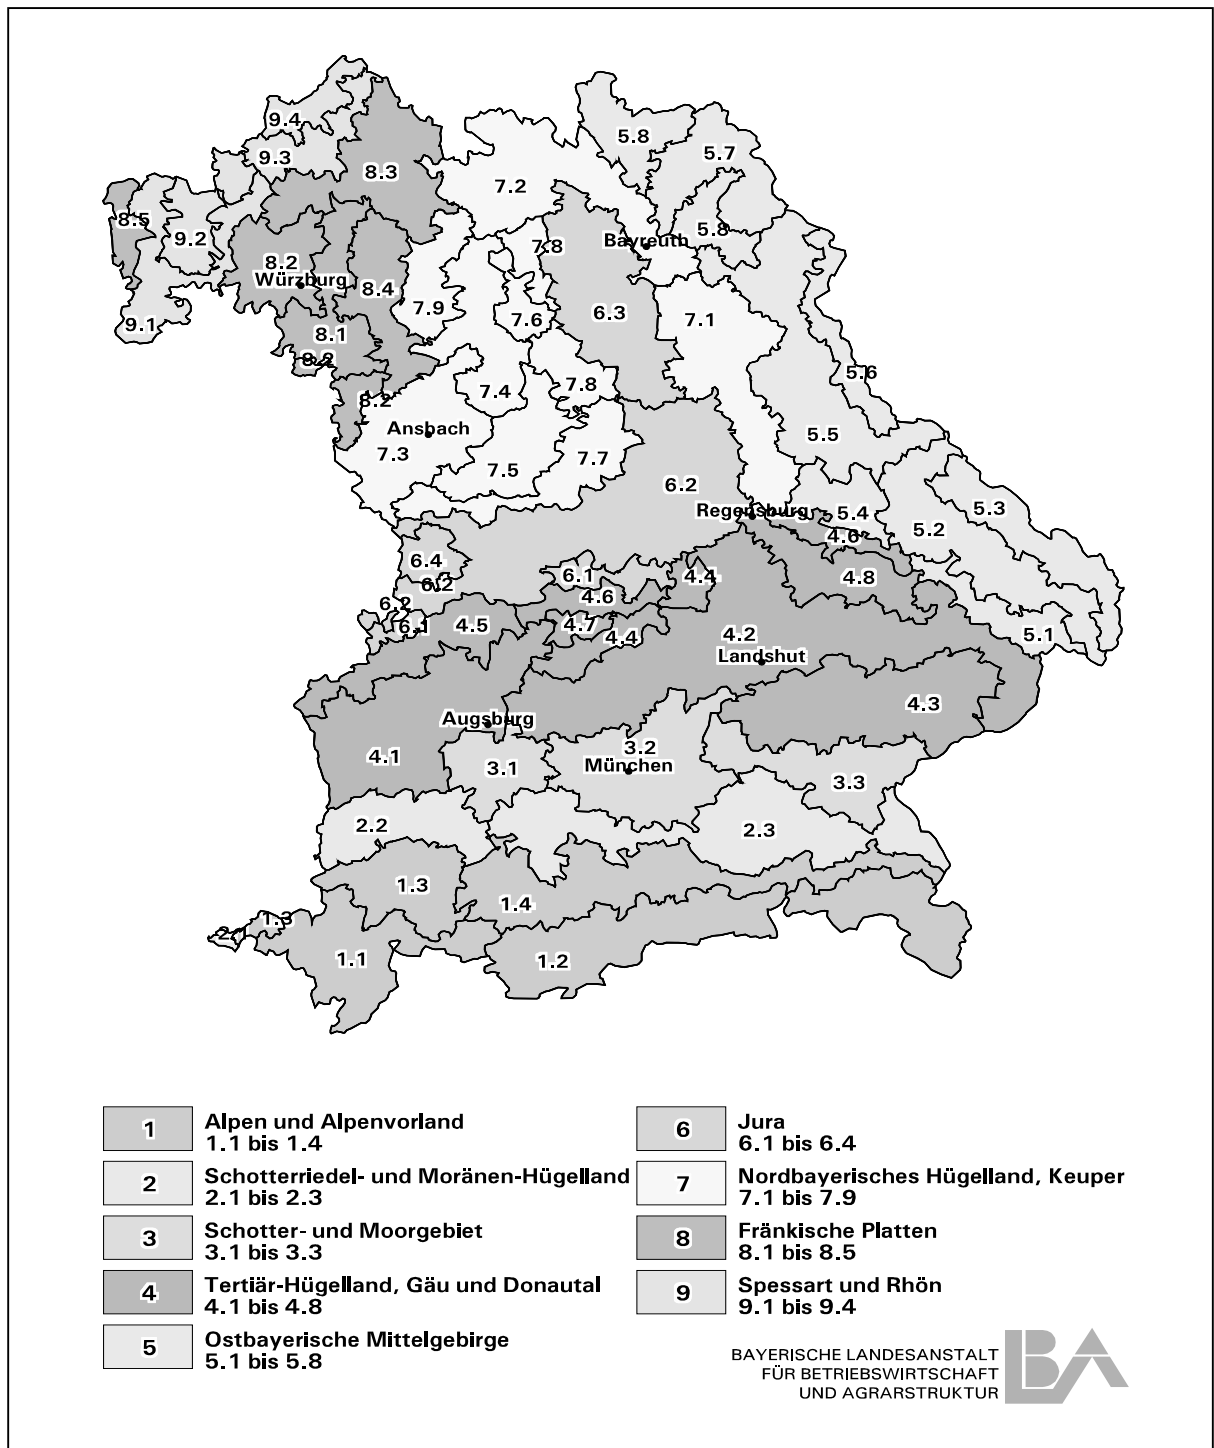 9.4
5.8
5.7
9.3
8.3
7.2
8.5
9.2
5.8
7.8
Bayreuth
8.2
Würzburg
8.4
7.9
7.6
6.3
7.1
9.1
8.1
8.2
5.6
7.4
7.8
8.2
Ansbach
5.5
7.3
7.5
7.7
6.2
5.3
Regensburg
5.4
5.2
4.6
6.4
6.1
4.4
4.8
6.2
4.6
6.2
6.1
4.5
4.7
4.4
4.2
5.1
Landshut
4.3
Augsburg
3.2
4.1
3.1
München
3.3
2.2
2.3
1.3
1.4
1.3
2.1
1.1
1.2
1 Alpen und Alpenvorland
1.1 bis 1.4
2 Schotterriedel- und Moränen-Hügelland
2.1 bis 2.3
3 Schotter- und Moorgebiet
3.1 bis 3.3
4 Tertiär-Hügelland, Gäu und Donautal
4.1 bis 4.8
5 Ostbayerische Mittelgebirge
5.1 bis 5.8
6 Jura
6.1 bis 6.4
7 Nordbayerisches Hügelland, Keuper
7.1 bis 7.9
8 Fränkische Platten
8.1 bis 8.5
9 Spessart und Rhön
9.1 bis 9.4
BAYERISCHE LANDESANSTALT
FÜR BETRIEBSWIRTSCHAFT
UND AGRARSTRUKTUR
LBA